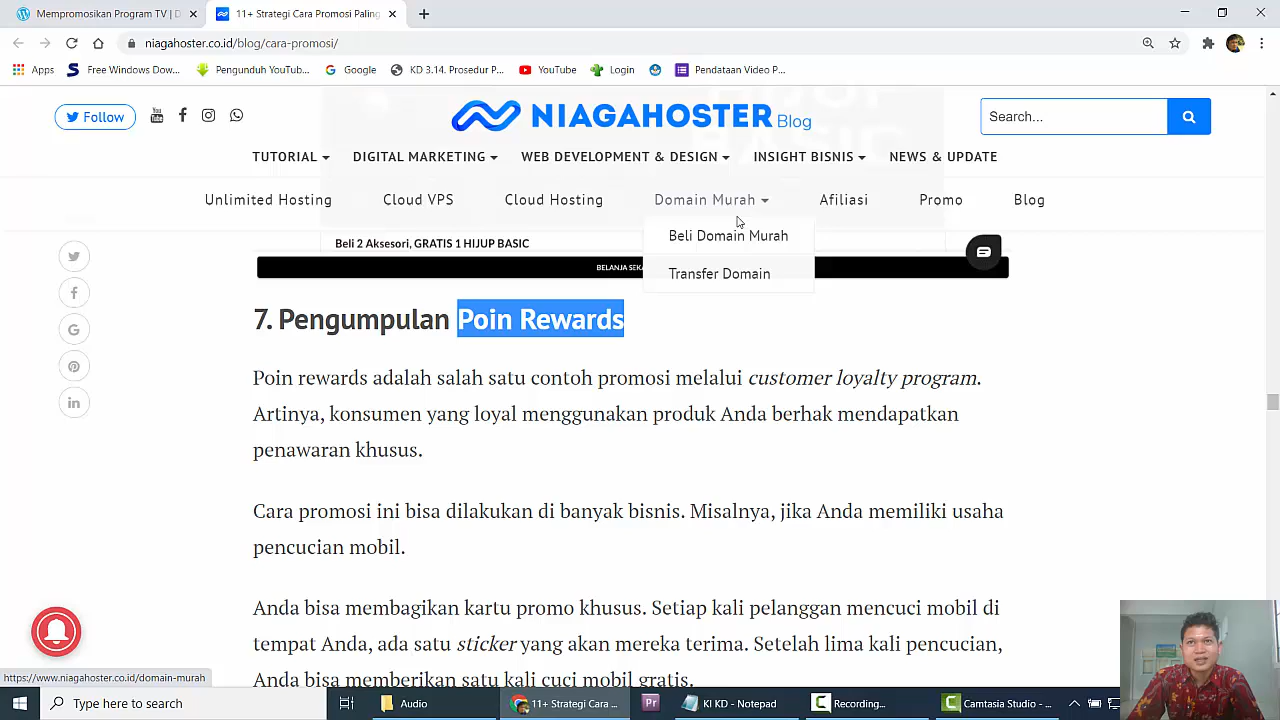 Mempromosikan Program TV | D
11+ Strategi Cara Promosi Paling
niagahoster.co.id/blog/cara-promosi/
Apps
Free Windows Dow...
Pengunduh YouTub...
Google
KD 3.14. Prosedur P...
YouTube
Login
Pendataan Video P...
Follow
NIAGAHOSTER Blog
Search...
TUTORIAL
DIGITAL MARKETING
WEB DEVELOPMENT & DESIGN
INSIGHT BISNIS
NEWS & UPDATE
Unlimited Hosting
Cloud VPS
Cloud Hosting
Domain Murah
Afiliasi
Promo
Blog
Beli Domain Murah
Transfer Domain
Beli 2 Aksesori, GRATIS 1 HIJUP BASIC
BELANJA SEKA
7. Pengumpulan Poin Rewards
Poin rewards adalah salah satu contoh promosi melalui customer loyalty program.
Artinya, konsumen yang loyal menggunakan produk Anda berhak mendapatkan
penawaran khusus.
Cara promosi ini bisa dilakukan di banyak bisnis. Misalnya, jika Anda memiliki usaha
pencucian mobil.
Anda bisa membagikan kartu promo khusus. Setiap kali pelanggan mencuci mobil di
tempat Anda, ada satu sticker yang akan mereka terima. Setelah lima kali pencucian,
Anda bisa memberikan satu kali cuci mobil gratis.
https://www.niagahoster.co.id/domain-murah
Type here to search
Audio
11+ Strategi Cara ...
Pr
KI KD - Notepad
Recording...
Camtasia Studio - ...